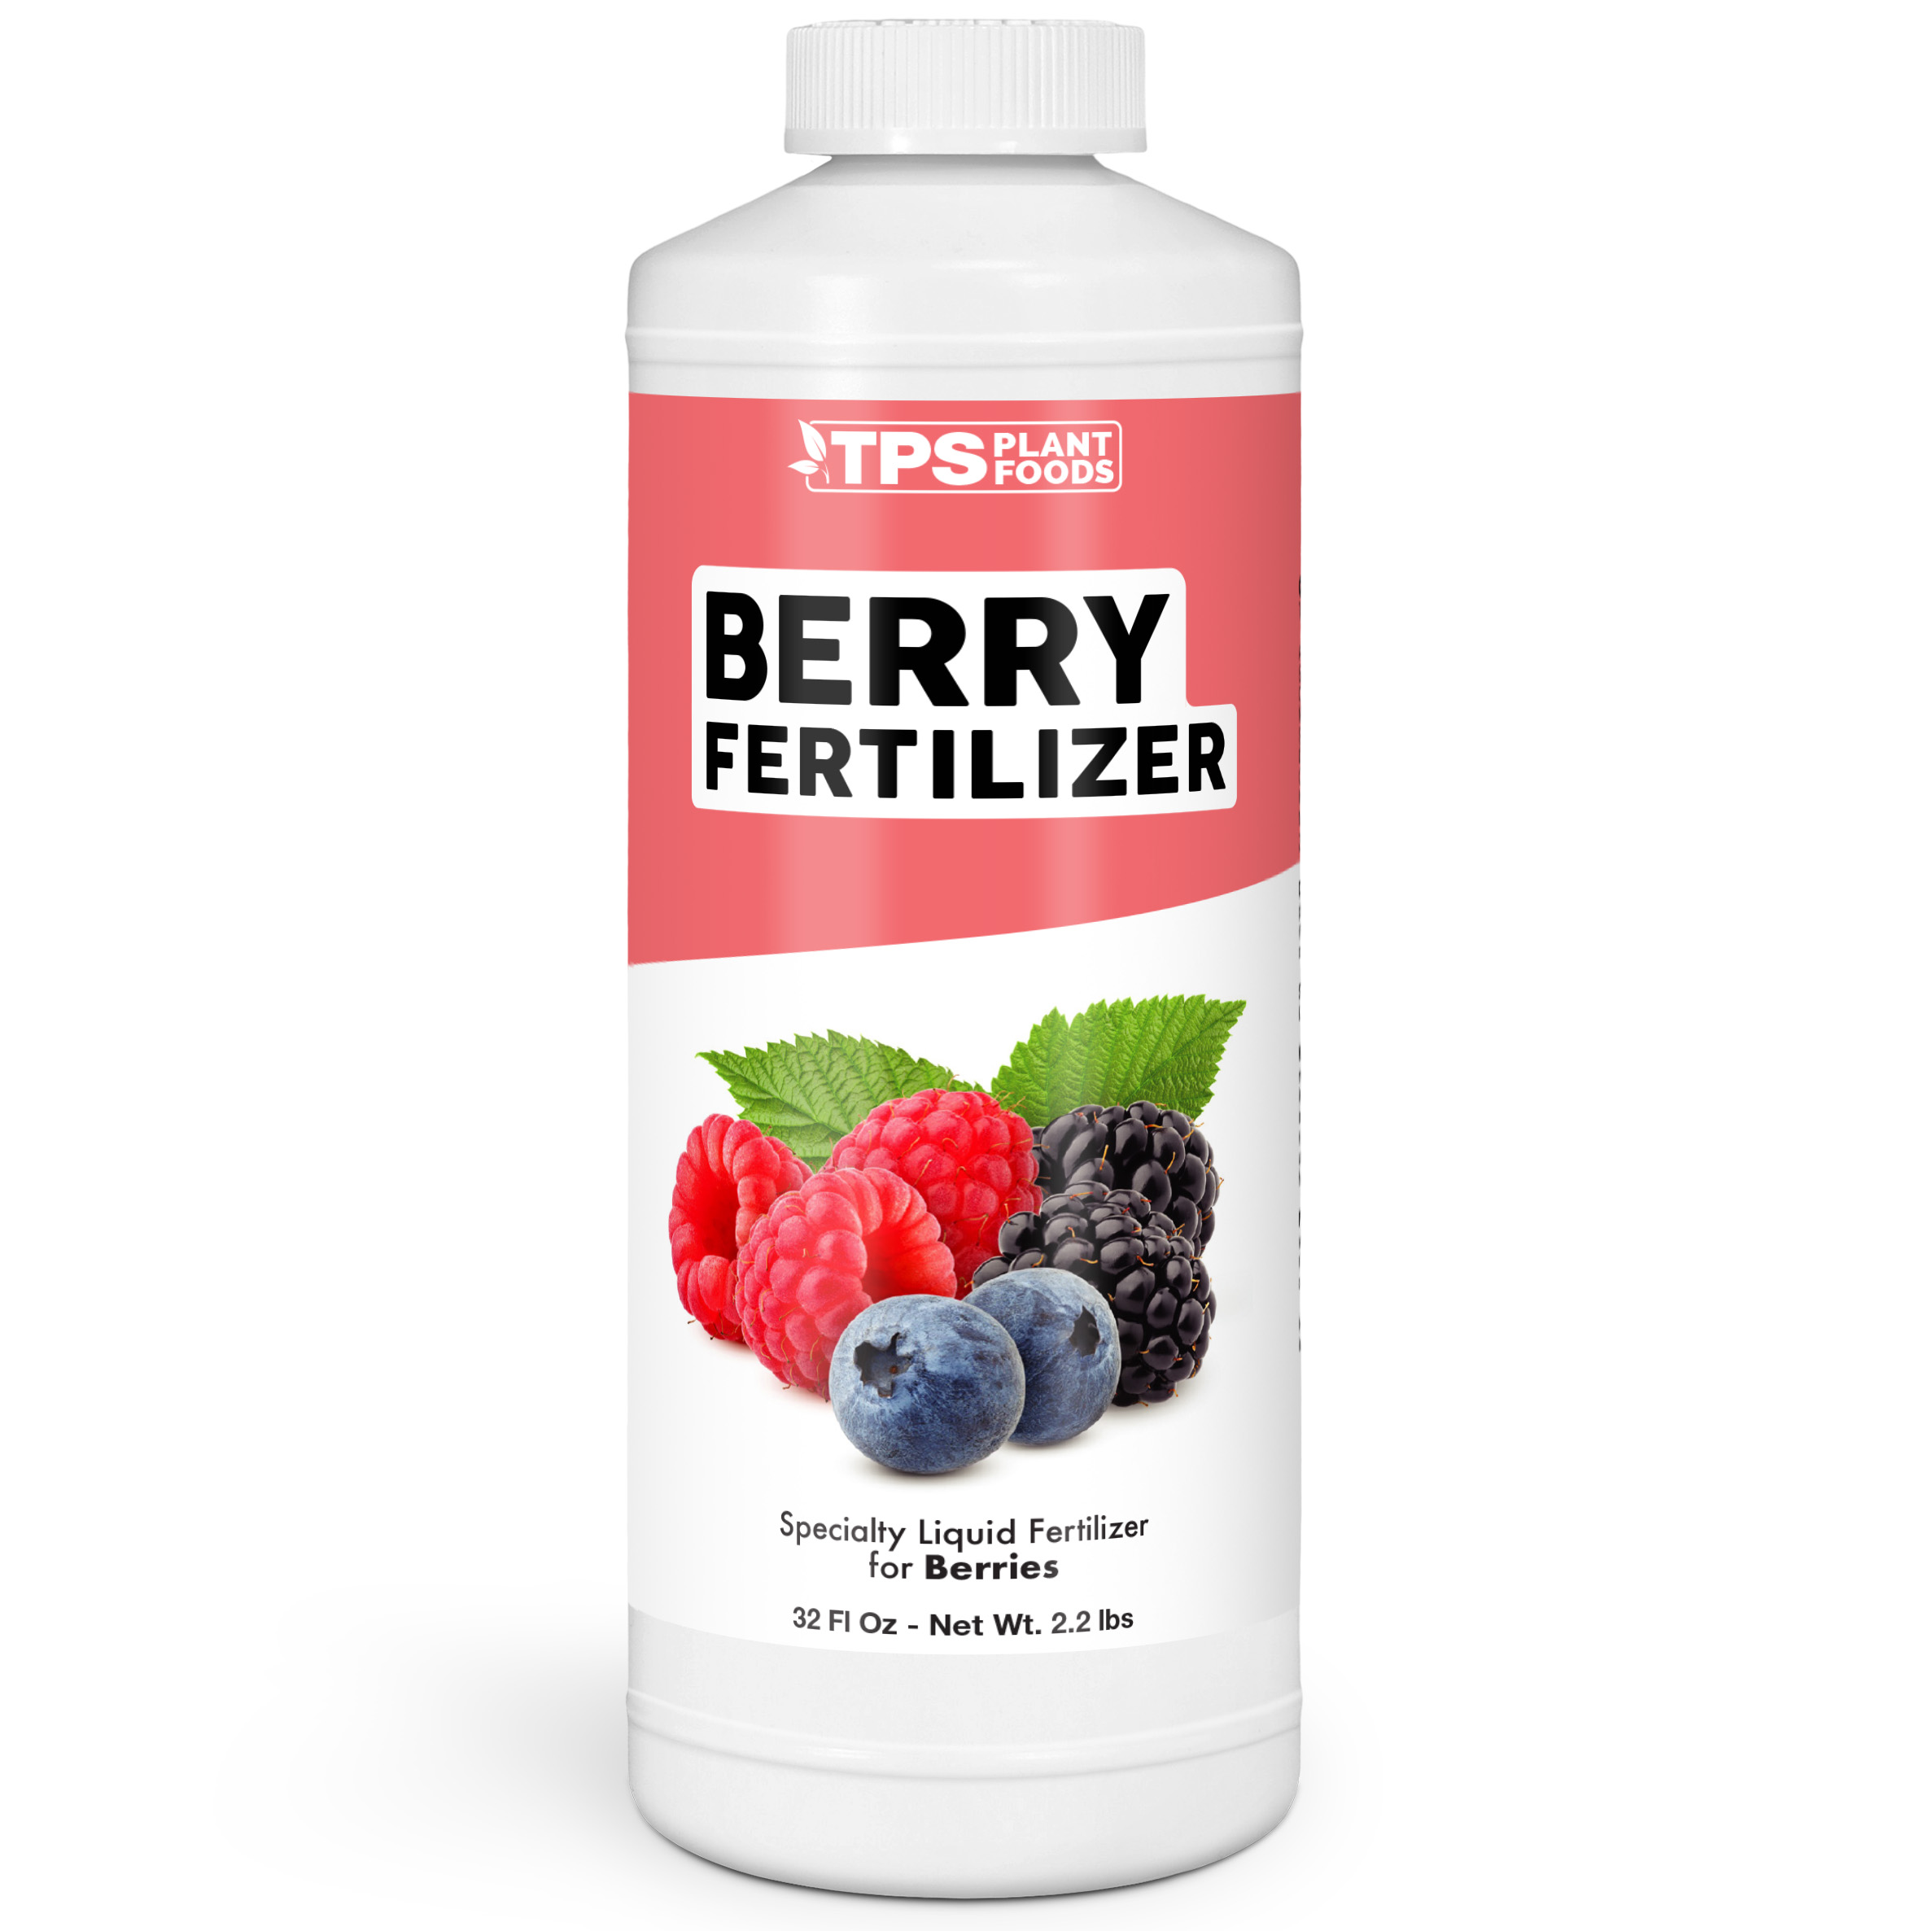 TPS PLANT FOODS
BERRY
FERTILIZER
Specialty Liquid Fertilizer
for Berries
32 Fl Oz - Net Wt. 2.2 lbs